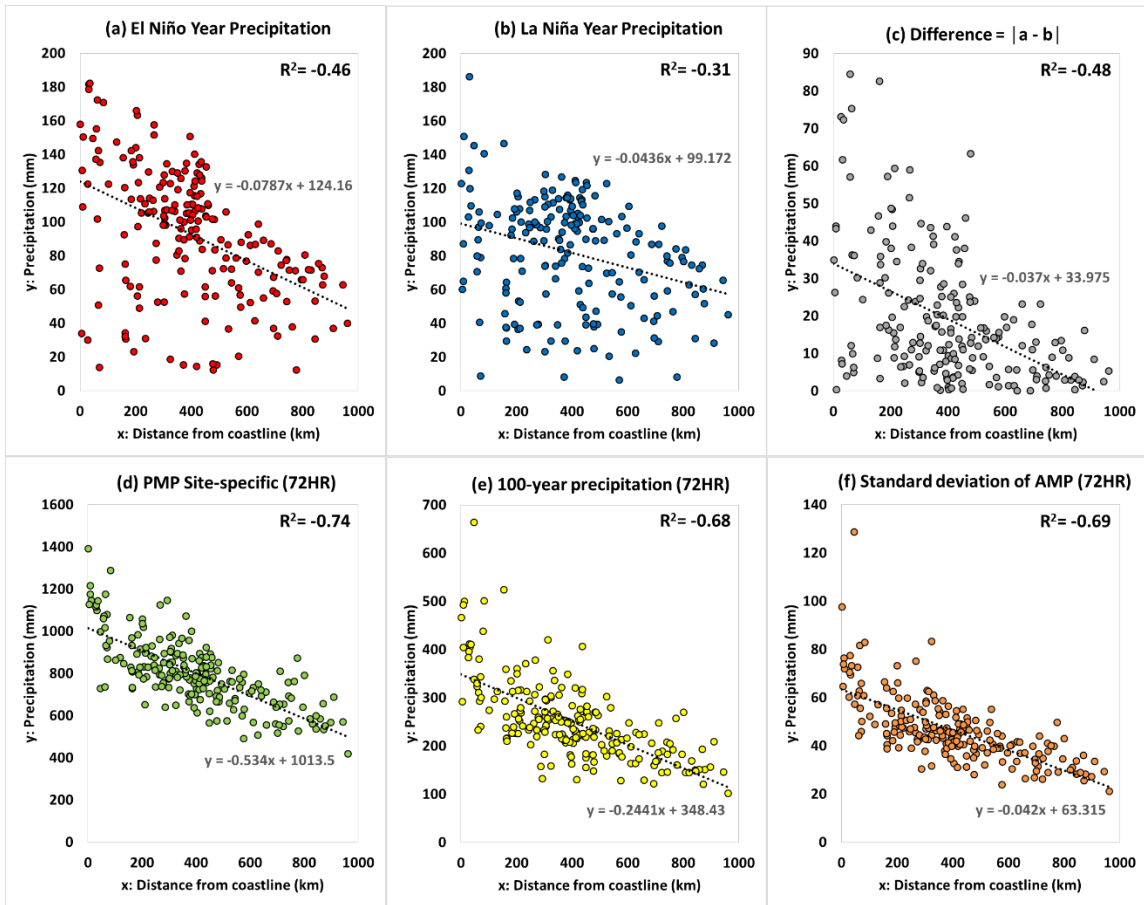 (a) El Niño Year Precipitation
R²= -0.46
y = -0.0787x + 124.16
y: Precipitation (mm)
200
180
160
140
120
100
80
60
40
20
0
0 200 400 600 800 1000
x: Distance from coastline (km)
(b) La Niña Year Precipitation
R²= -0.31
y = -0.0436x + 99.172
y: Precipitation (mm)
200
180
160
140
120
100
80
60
40
20
0
0 200 400 600 800 1000
x: Distance from coastline (km)
(c) Difference = |a - b|
R²= -0.48
y = -0.037x + 33.975
y: Precipitation (mm)
90
80
70
60
50
40
30
20
10
0
0 200 400 600 800 1000
x: Distance from coastline (km)
(d) PMP Site-specific (72HR)
R²= -0.74
y = -0.534x + 1013.5
y: Precipitation (mm)
1600
1400
1200
1000
800
600
400
200
0
0 200 400 600 800 1000
x: Distance from coastline (km)
(e) 100-year precipitation (72HR)
R²= -0.68
y = -0.2441x + 348.43
y: Precipitation (mm)
700
600
500
400
300
200
100
0
0 200 400 600 800 1000
x: Distance from coastline (km)
(f) Standard deviation of AMP (72HR)
R²= -0.69
y = -0.042x + 63.315
y: Precipitation (mm)
140
120
100
80
60
40
20
0
0 200 400 600 800 1000
x: Distance from coastline (km)